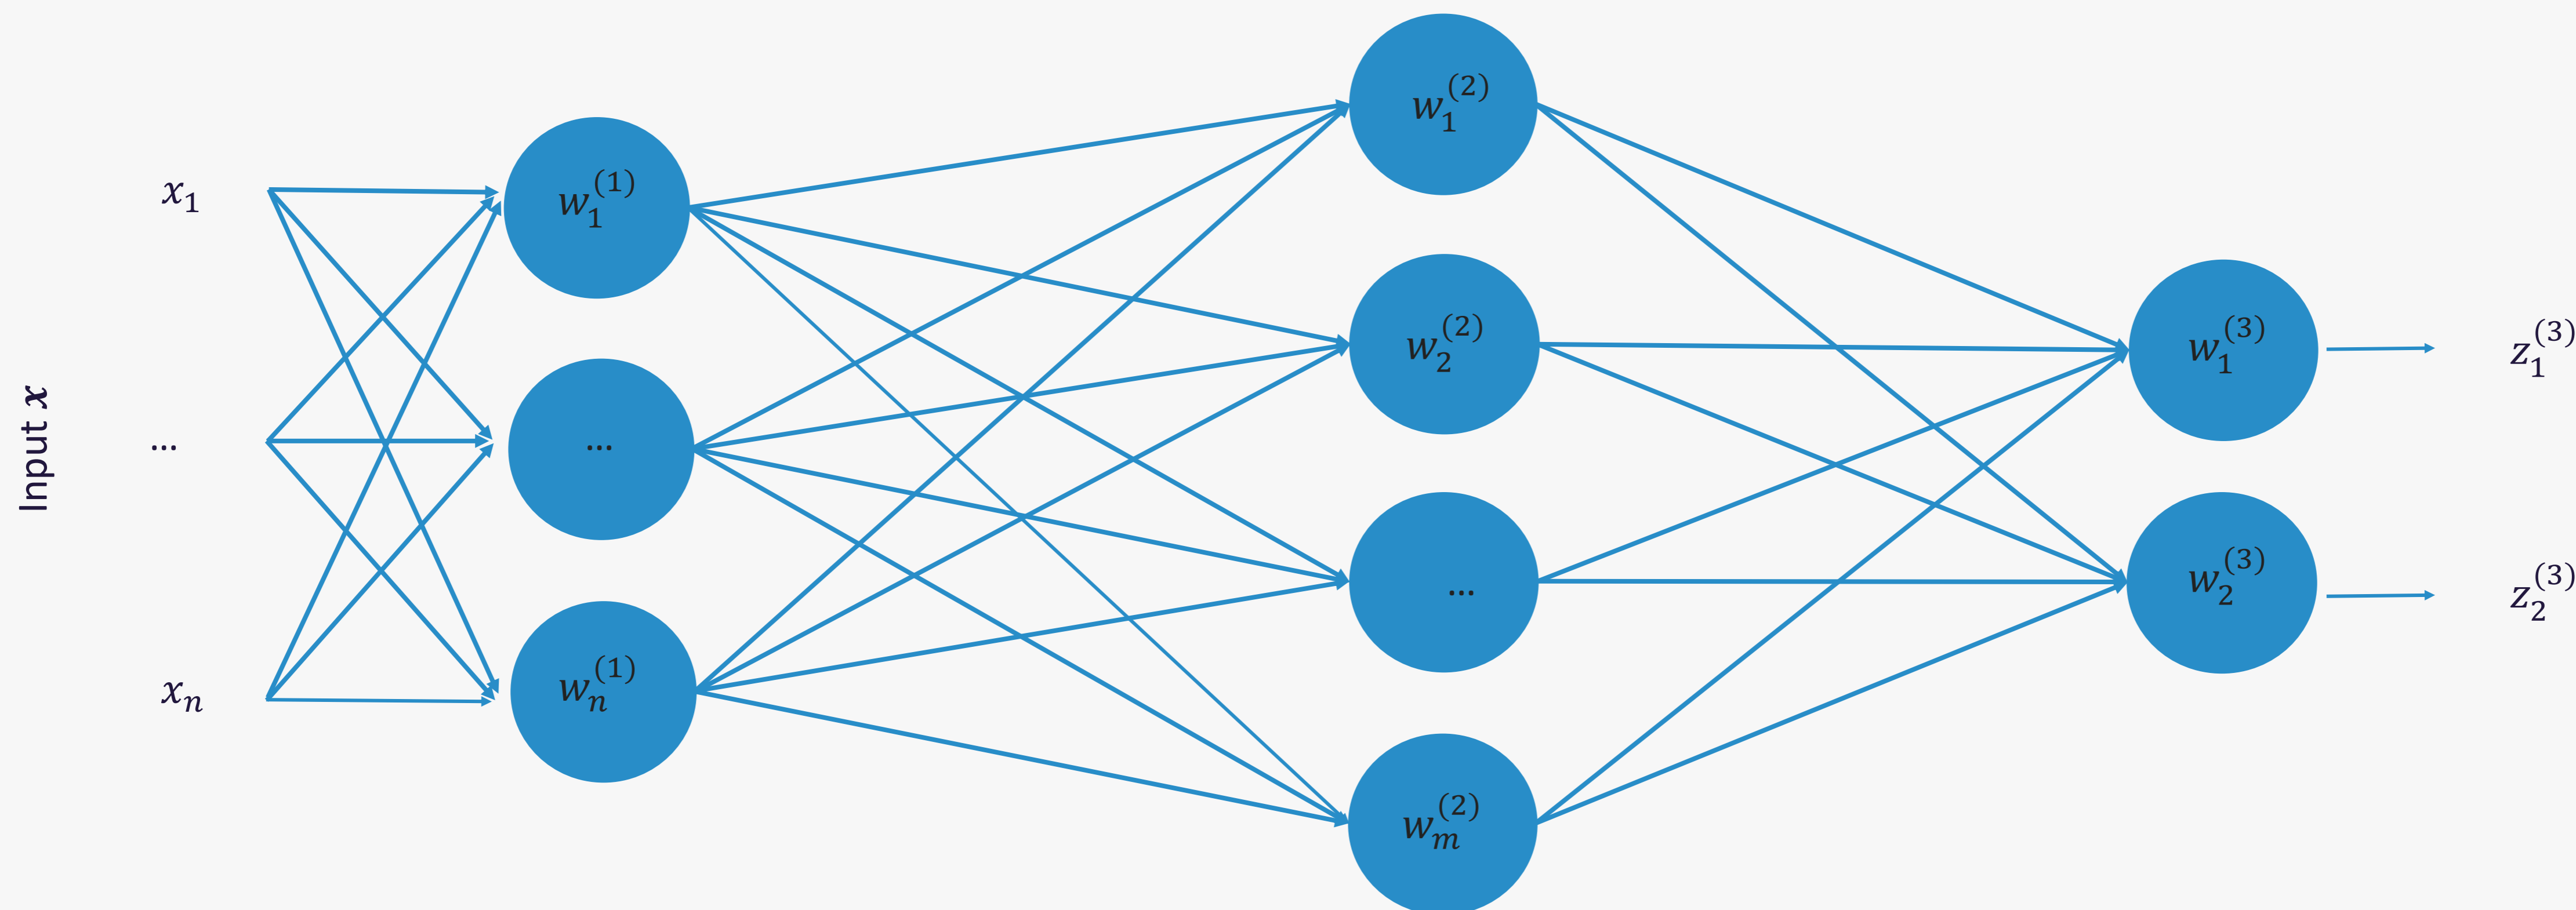 Input x
x₁
...
xₙ
w₁⁽¹⁾
...
wₙ⁽¹⁾
w₁⁽²⁾
w₂⁽²⁾
...
wₘ⁽²⁾
w₁⁽³⁾
w₂⁽³⁾
z₁⁽³⁾
z₂⁽³⁾